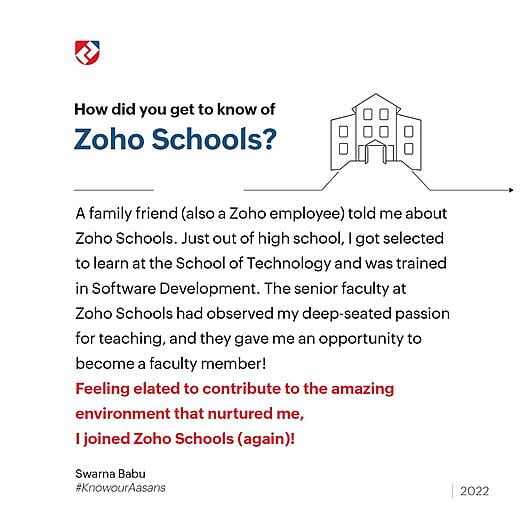 How did you get to know of
Zoho Schools?
A family friend (also a Zoho employee) told me about
Zoho Schools. Just out of high school, I got selected
to learn at the School of Technology and was trained
in Software Development. The senior faculty at
Zoho Schools had observed my deep-seated passion
for teaching, and they gave me an opportunity to
become a faculty member!
Feeling elated to contribute to the amazing
environment that nurtured me,
I joined Zoho Schools (again)!
Swarna Babu
#KnowourAasans
2022